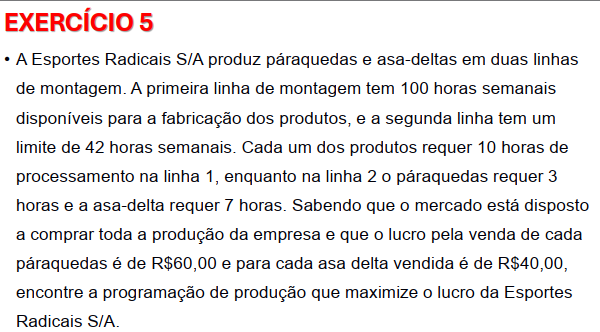 EXERCÍCIO 5
• A Esportes Radicais S/A produz páraquedas e asa-deltas em duas linhas
de montagem. A primeira linha de montagem tem 100 horas semanais
disponíveis para a fabricação dos produtos, e a segunda linha tem um
limite de 42 horas semanais. Cada um dos produtos requer 10 horas de
processamento na linha 1, enquanto na linha 2 o páraquedas requer 3
horas e a asa-delta requer 7 horas. Sabendo que o mercado está disposto
a comprar toda a produção da empresa e que o lucro pela venda de cada
páraquedas é de R$60,00 e para cada asa delta vendida é de R$40,00,
encontre a programação de produção que maximize o lucro da Esportes
Radicais S/A.